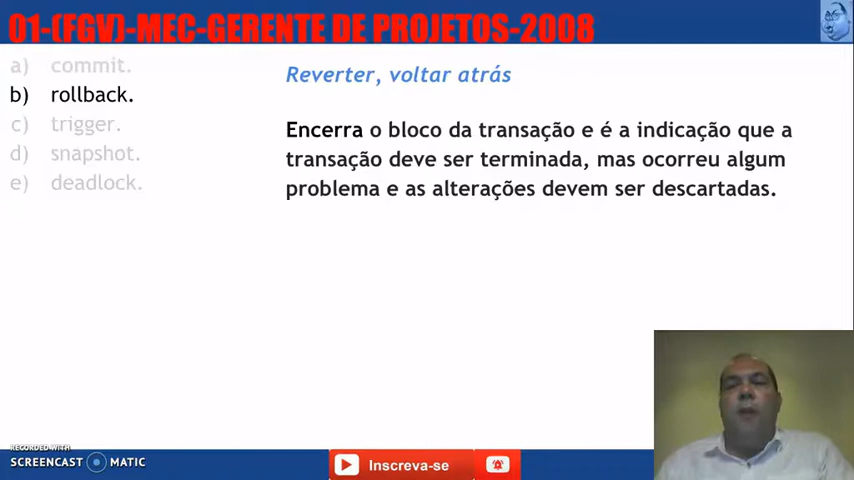 01-(FGV)-MEC-GERENTE DE PROJETOS-2008
a) commit.
b) rollback.
c) trigger.
d) snapshot.
e) deadlock.
Reverter, voltar atrás
Encerra o bloco da transação e é a indicação que a
transação deve ser terminada, mas ocorreu algum
problema e as alterações devem ser descartadas.
RECORDED WITH
SCREENCAST MATIC
Inscreva-se